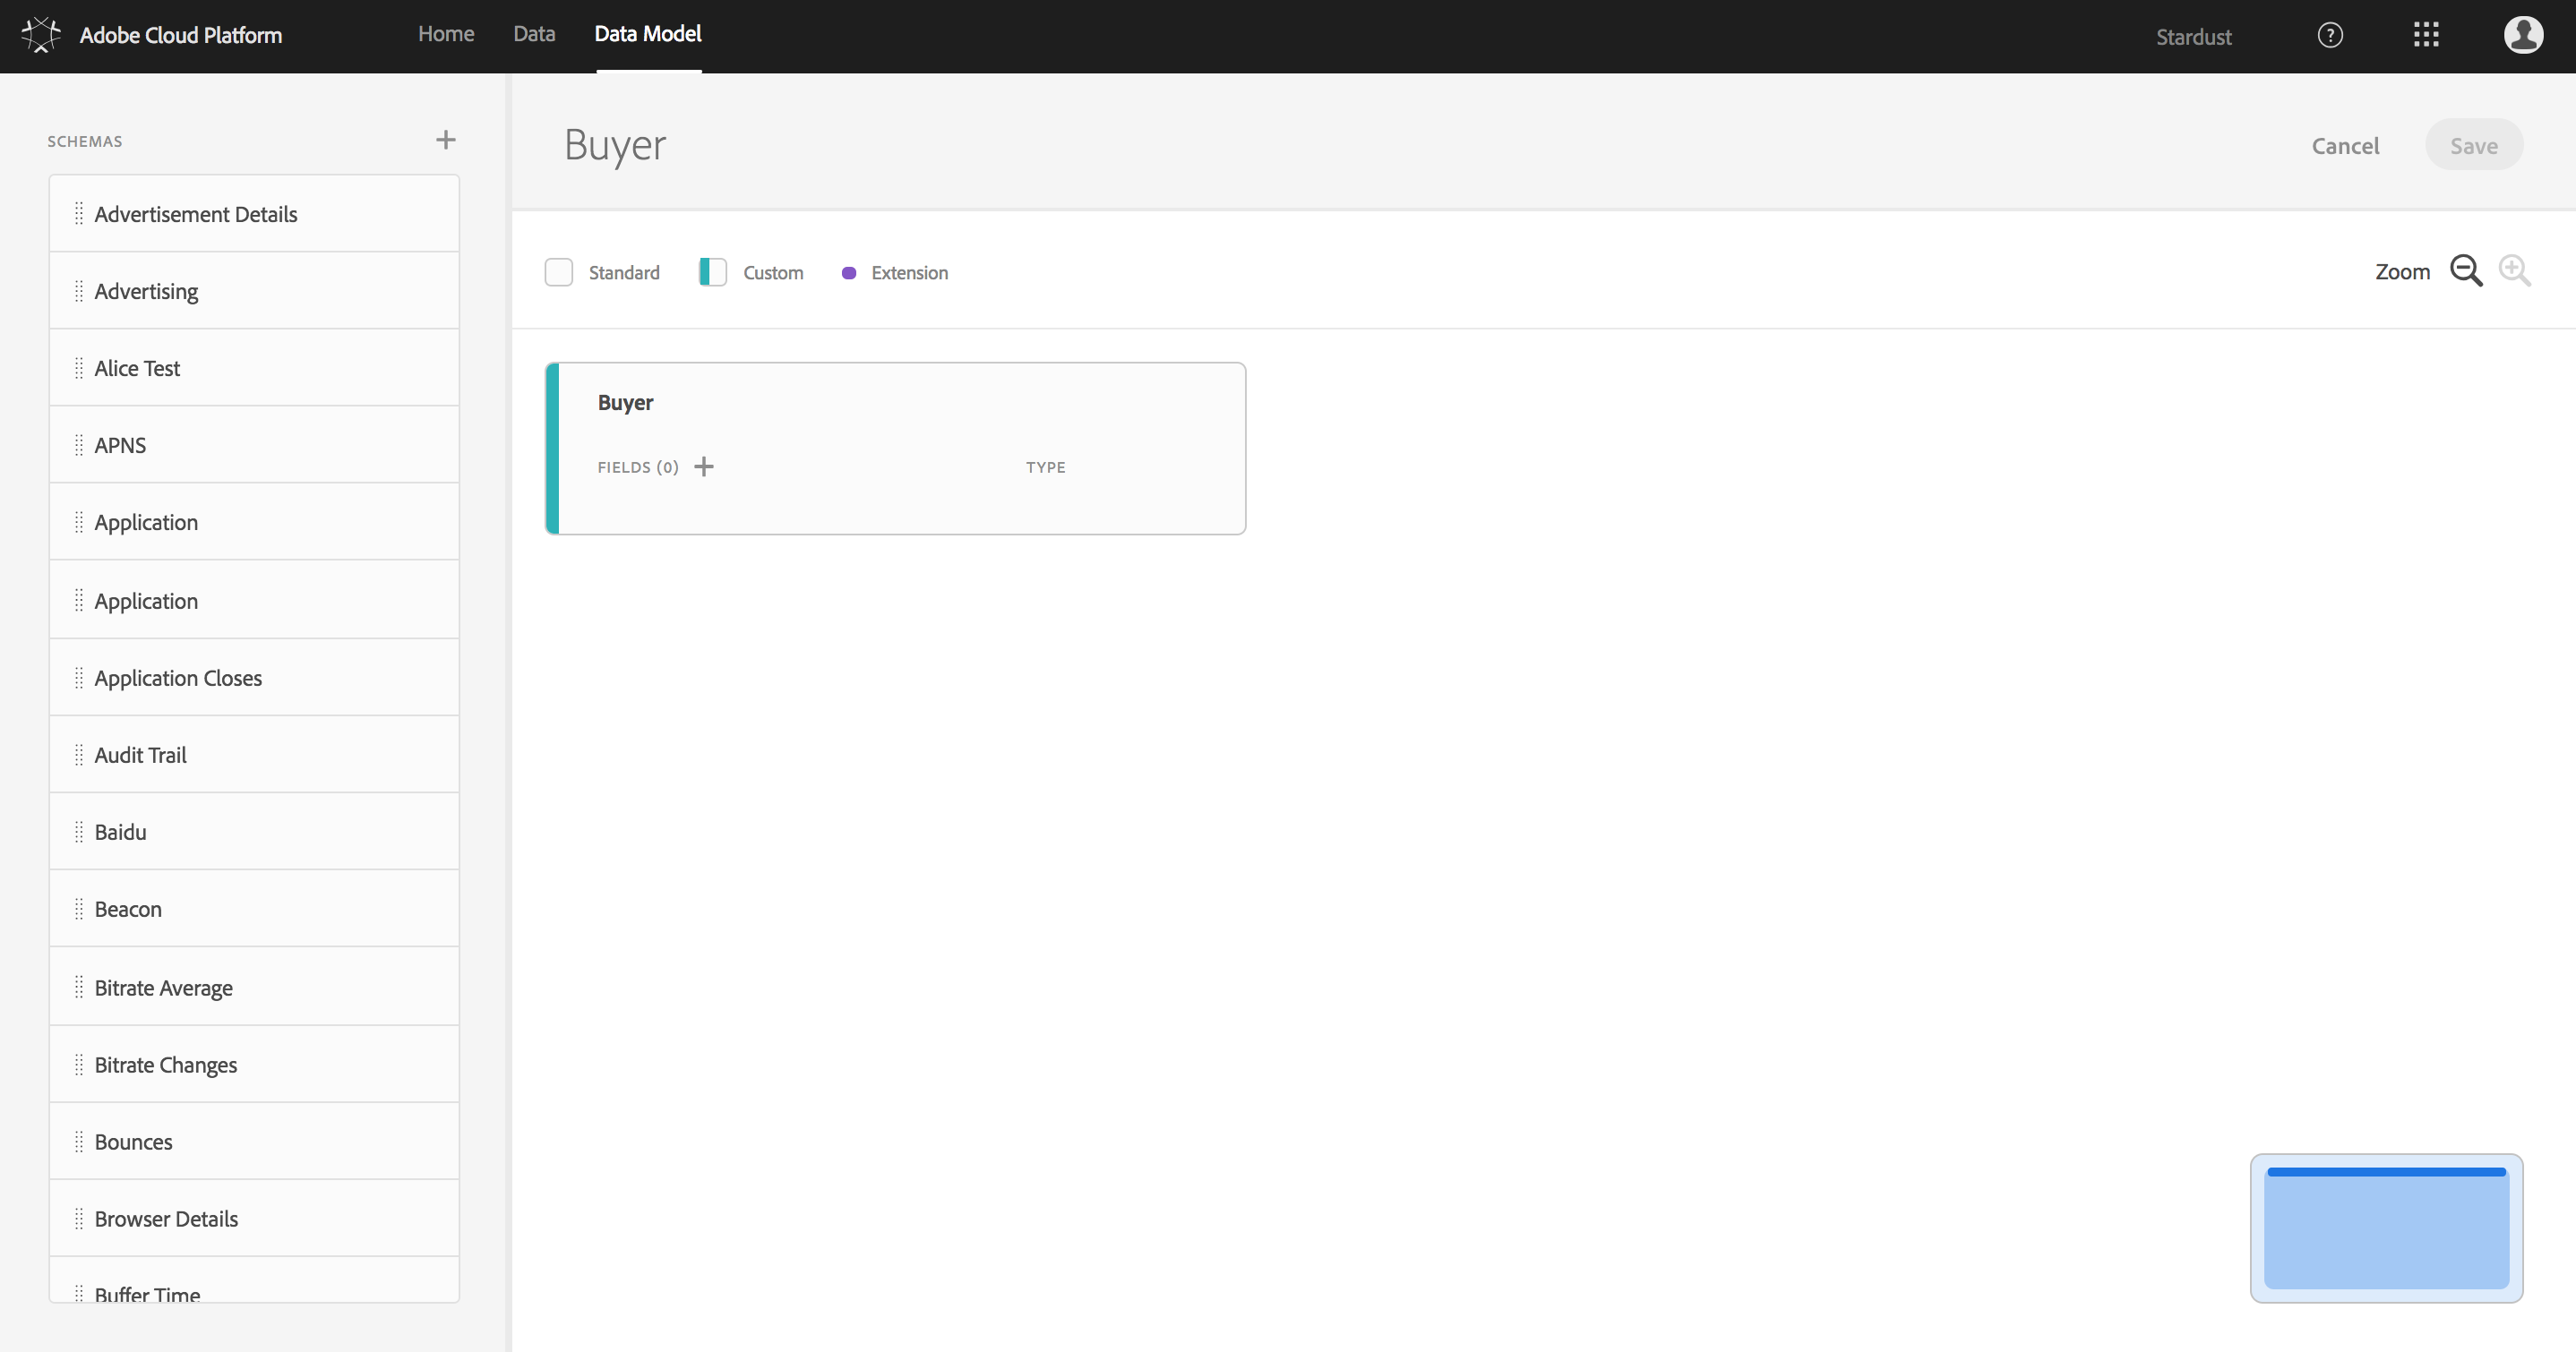 Adobe Cloud Platform
Home
Data
Data Model
Stardust
SCHEMAS
Advertisement Details
Advertising
Alice Test
APNS
Application
Application
Application Closes
Audit Trail
Baidu
Beacon
Bitrate Average
Bitrate Changes
Bounces
Browser Details
Buffer Time
Buyer
Cancel
Save
Standard
Custom
Extension
Zoom
Buyer
FIELDS (0)
TYPE